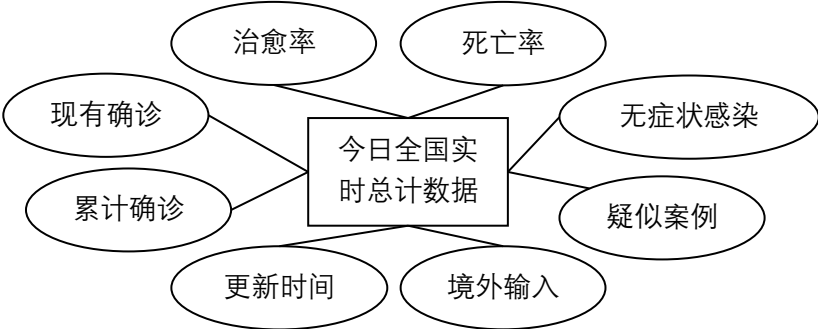 治愈率
死亡率
现有确诊
无症状感染
今日全国实
时总计数据
累计确诊
疑似案例
更新时间
境外输入